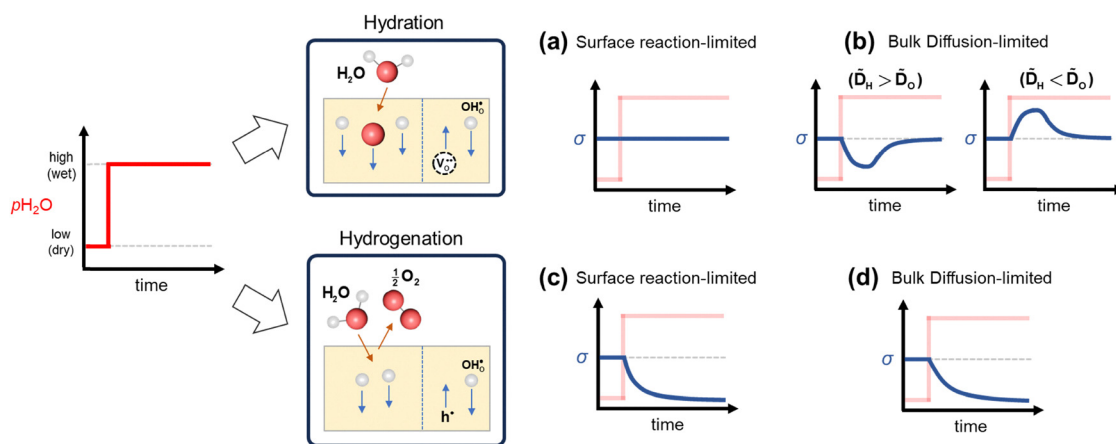 high
(wet)
pH₂O
low
(dry)
time
Hydration
H₂O
OH•O
V••O
Hydrogenation
H₂O
½O₂
OH•O
h•
(a) Surface reaction-limited
σ
time
(b) Bulk Diffusion-limited
(D̃H > D̃O)
σ
time
(D̃H < D̃O)
σ
time
(c) Surface reaction-limited
σ
time
(d) Bulk Diffusion-limited
σ
time